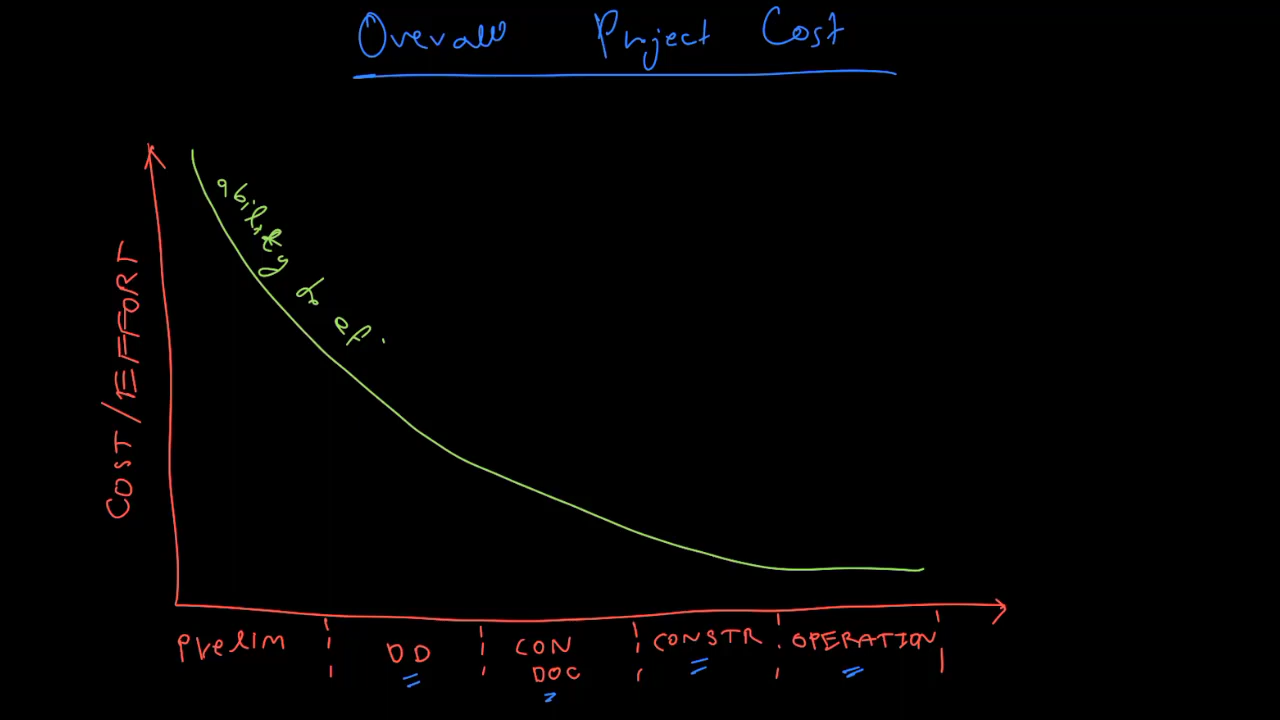 Overall Project Cost
COST/EFFORT
ability to ef
Prelim
DD
CON
DOC
CONSTR
OPERATION